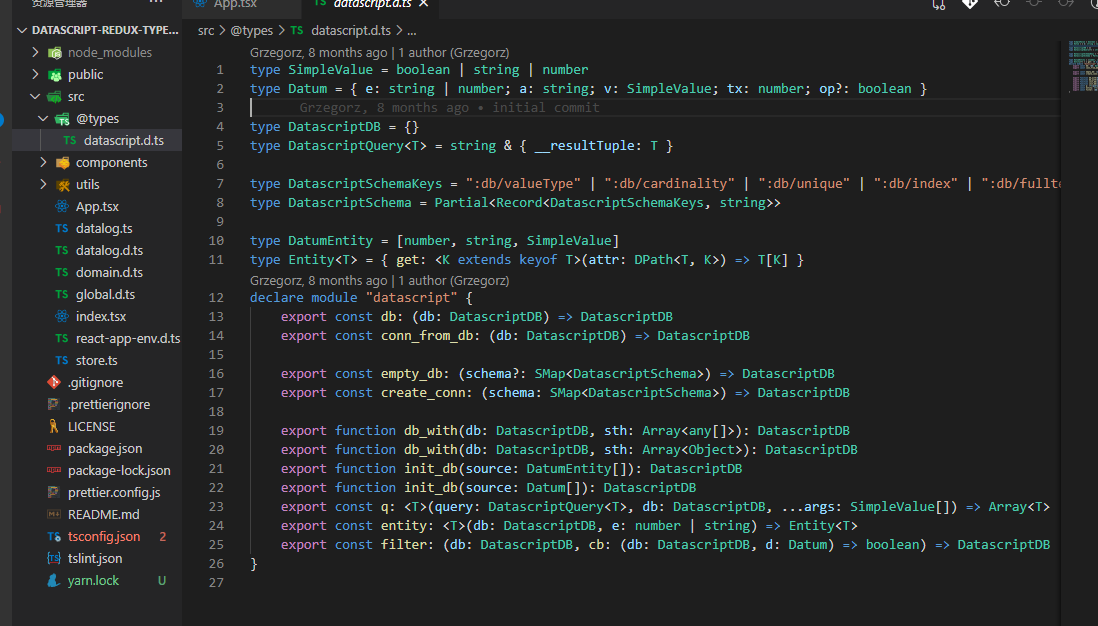 资源管理器
···
App.tsx
TS datascript.d.ts ×
DATASCRIPT-REDUX-TYPE...
node_modules
public
src
@types
TS datascript.d.ts
components
utils
App.tsx
TS datalog.ts
TS datalog.d.ts
TS domain.d.ts
TS global.d.ts
index.tsx
TS react-app-env.d.ts
TS store.ts
.gitignore
.prettierignore
LICENSE
package.json
package-lock.json
prettier.config.js
README.md
tsconfig.json 2
tslint.json
yarn.lock U
src > @types > TS datascript.d.ts > ...
Grzegorz, 8 months ago | 1 author (Grzegorz)
1 type SimpleValue = boolean | string | number
2 type Datum = { e: string | number; a: string; v: SimpleValue; tx: number; op?: boolean }
3 Grzegorz, 8 months ago • initial commit
4 type DatascriptDB = {}
5 type DatascriptQuery<T> = string & { __resultTuple: T }
6
7 type DatascriptSchemaKeys = ":db/valueType" | ":db/cardinality" | ":db/unique" | ":db/index" | ":db/fullte
8 type DatascriptSchema = Partial<Record<DatascriptSchemaKeys, string>>
9
10 type DatumEntity = [number, string, SimpleValue]
11 type Entity<T> = { get: <K extends keyof T>(attr: DPath<T, K>) => T[K] }
Grzegorz, 8 months ago | 1 author (Grzegorz)
12 declare module "datascript" {
13 export const db: (db: DatascriptDB) => DatascriptDB
14 export const conn_from_db: (db: DatascriptDB) => DatascriptDB
15
16 export const empty_db: (schema?: SMap<DatascriptSchema>) => DatascriptDB
17 export const create_conn: (schema: SMap<DatascriptSchema>) => DatascriptDB
18
19 export function db_with(db: DatascriptDB, sth: Array<any[]>): DatascriptDB
20 export function db_with(db: DatascriptDB, sth: Array<Object>): DatascriptDB
21 export function init_db(source: DatumEntity[]): DatascriptDB
22 export function init_db(source: Datum[]): DatascriptDB
23 export const q: <T>(query: DatascriptQuery<T>, db: DatascriptDB, ...args: SimpleValue[]) => Array<T>
24 export const entity: <T>(db: DatascriptDB, e: number | string) => Entity<T>
25 export const filter: (db: DatascriptDB, cb: (db: DatascriptDB, d: Datum) => boolean) => DatascriptDB
26 }
27